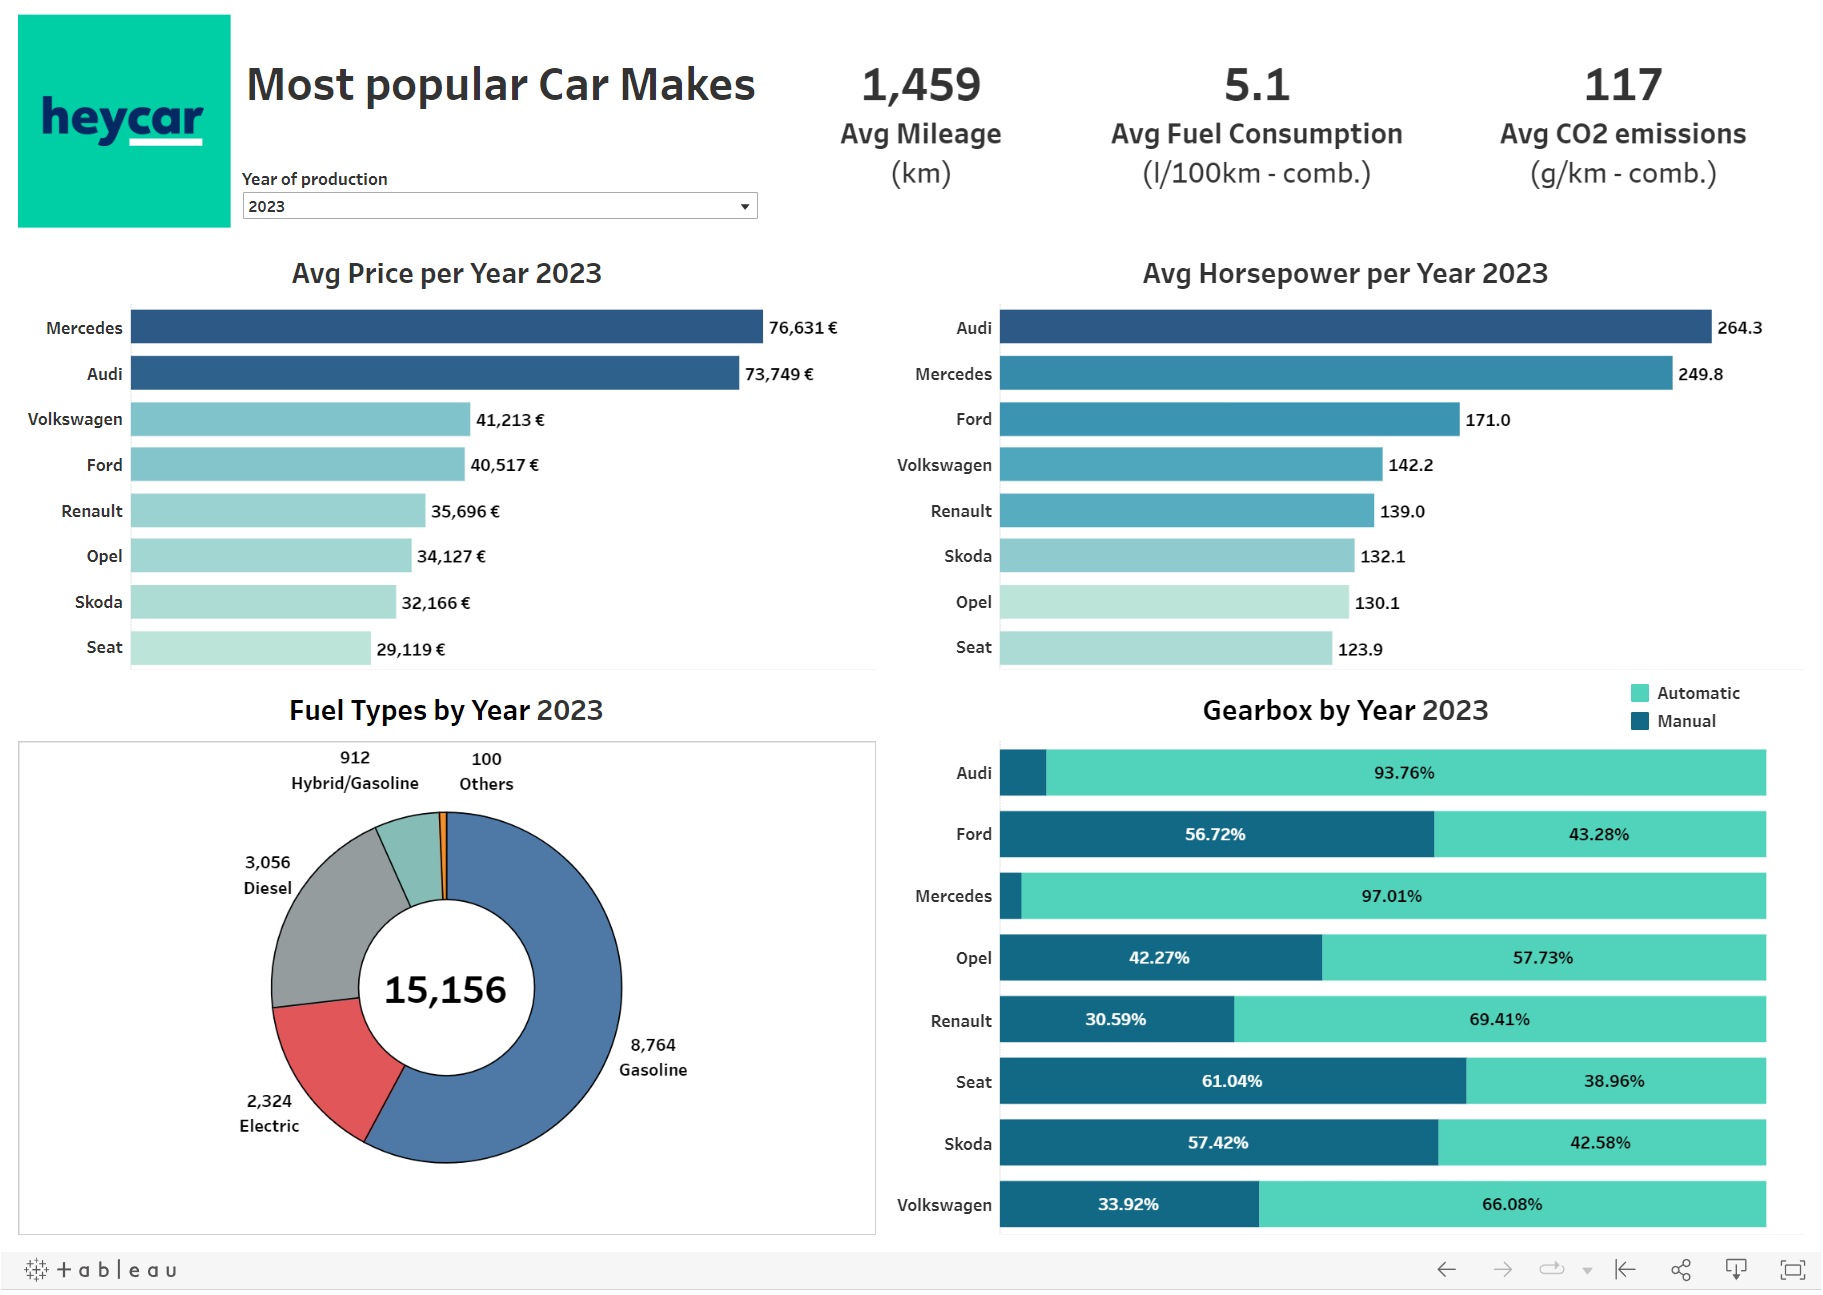 heycar
Most popular Car Makes
Year of production
2023
1,459
Avg Mileage
(km)
5.1
Avg Fuel Consumption
(l/100km - comb.)
117
Avg CO2 emissions
(g/km - comb.)
Avg Price per Year 2023
Mercedes 76,631 €
Audi 73,749 €
Volkswagen 41,213 €
Ford 40,517 €
Renault 35,696 €
Opel 34,127 €
Skoda 32,166 €
Seat 29,119 €
Avg Horsepower per Year 2023
Audi 264.3
Mercedes 249.8
Ford 171.0
Volkswagen 142.2
Renault 139.0
Skoda 132.1
Opel 130.1
Seat 123.9
Fuel Types by Year 2023
912
Hybrid/Gasoline
100
Others
3,056
Diesel
15,156
8,764
Gasoline
2,324
Electric
Gearbox by Year 2023
Automatic
Manual
Audi 93.76%
Ford 56.72% 43.28%
Mercedes 97.01%
Opel 42.27% 57.73%
Renault 30.59% 69.41%
Seat 61.04% 38.96%
Skoda 57.42% 42.58%
Volkswagen 33.92% 66.08%
+ableau